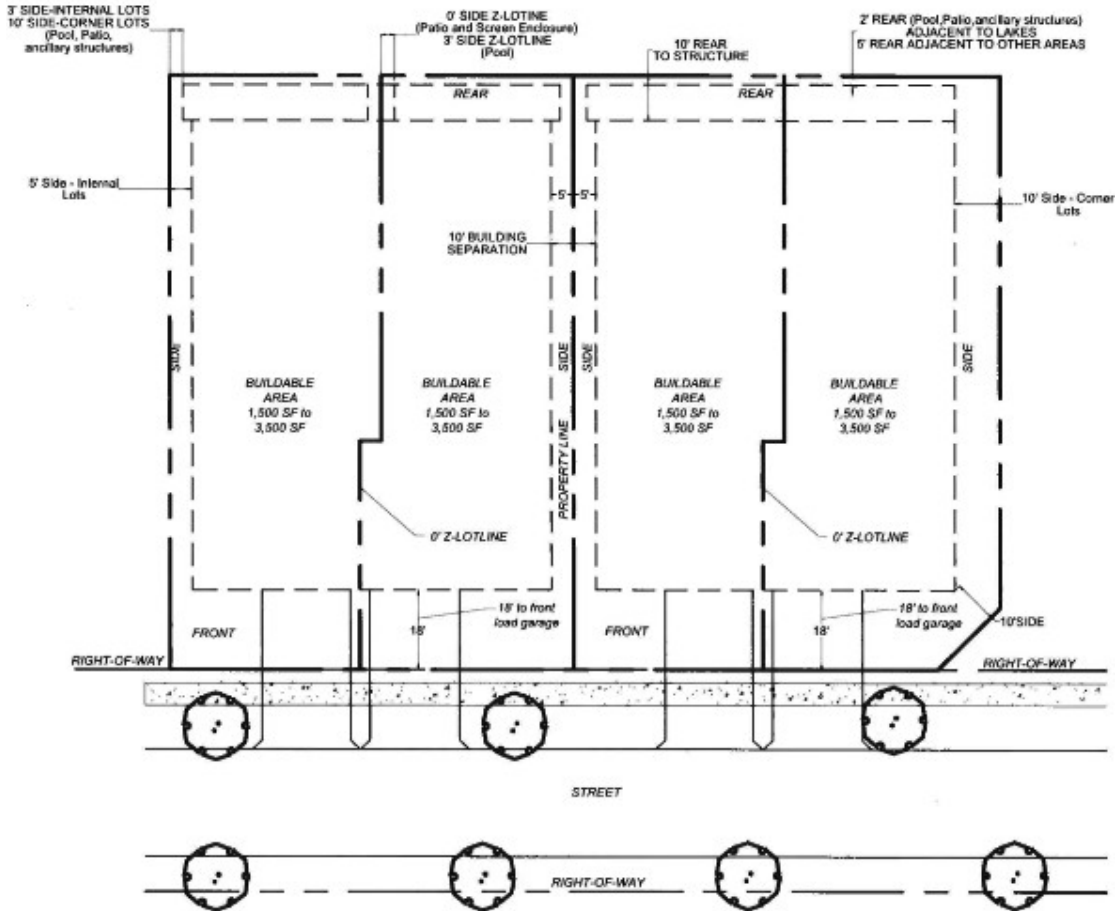 3' SIDE-INTERNAL LOTS
10' SIDE-CORNER LOTS
(Pool, Patio,
ancillary structures)
0' SIDE Z-LOTINE
(Patio and Screen Enclosure)
3' SIDE Z-LOTLINE
(Pool)
10' REAR
TO STRUCTURE
2' REAR (Pool,Patio,ancillary structures)
ADJACENT TO LAKES
5' REAR ADJACENT TO OTHER AREAS
REAR
REAR
5' Side - Internal
Lots
5'
5'
10' Side - Corner
Lots
10' BUILDING
SEPARATION
SIDE
SIDE
SIDE
SIDE
BUILDABLE
AREA
1,500 SF to
3,500 SF
BUILDABLE
AREA
1,500 SF to
3,500 SF
BUILDABLE
AREA
1,500 SF to
3,500 SF
BUILDABLE
AREA
1,500 SF to
3,500 SF
PROPERTY LINE
0' Z-LOTLINE
0' Z-LOTLINE
FRONT
18'
18' to front
load garage
FRONT
18'
18' to front
load garage
10'SIDE
RIGHT-OF-WAY
RIGHT-OF-WAY
STREET
RIGHT-OF-WAY